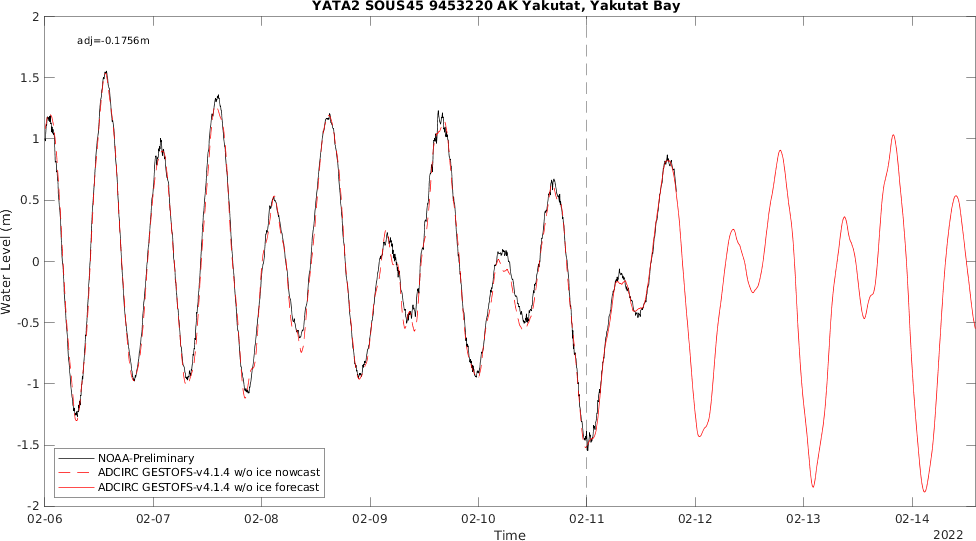 YATA2 SOUS45 9453220 AK Yakutat, Yakutat Bay
adj=-0.1756m
Water Level (m)
2
1.5
1
0.5
0
-0.5
-1
-1.5
-2
NOAA-Preliminary
ADCIRC GESTOFS-v4.1.4 w/o ice nowcast
ADCIRC GESTOFS-v4.1.4 w/o ice forecast
02-06 02-07 02-08 02-09 02-10 02-11 02-12 02-13 02-14
Time
2022